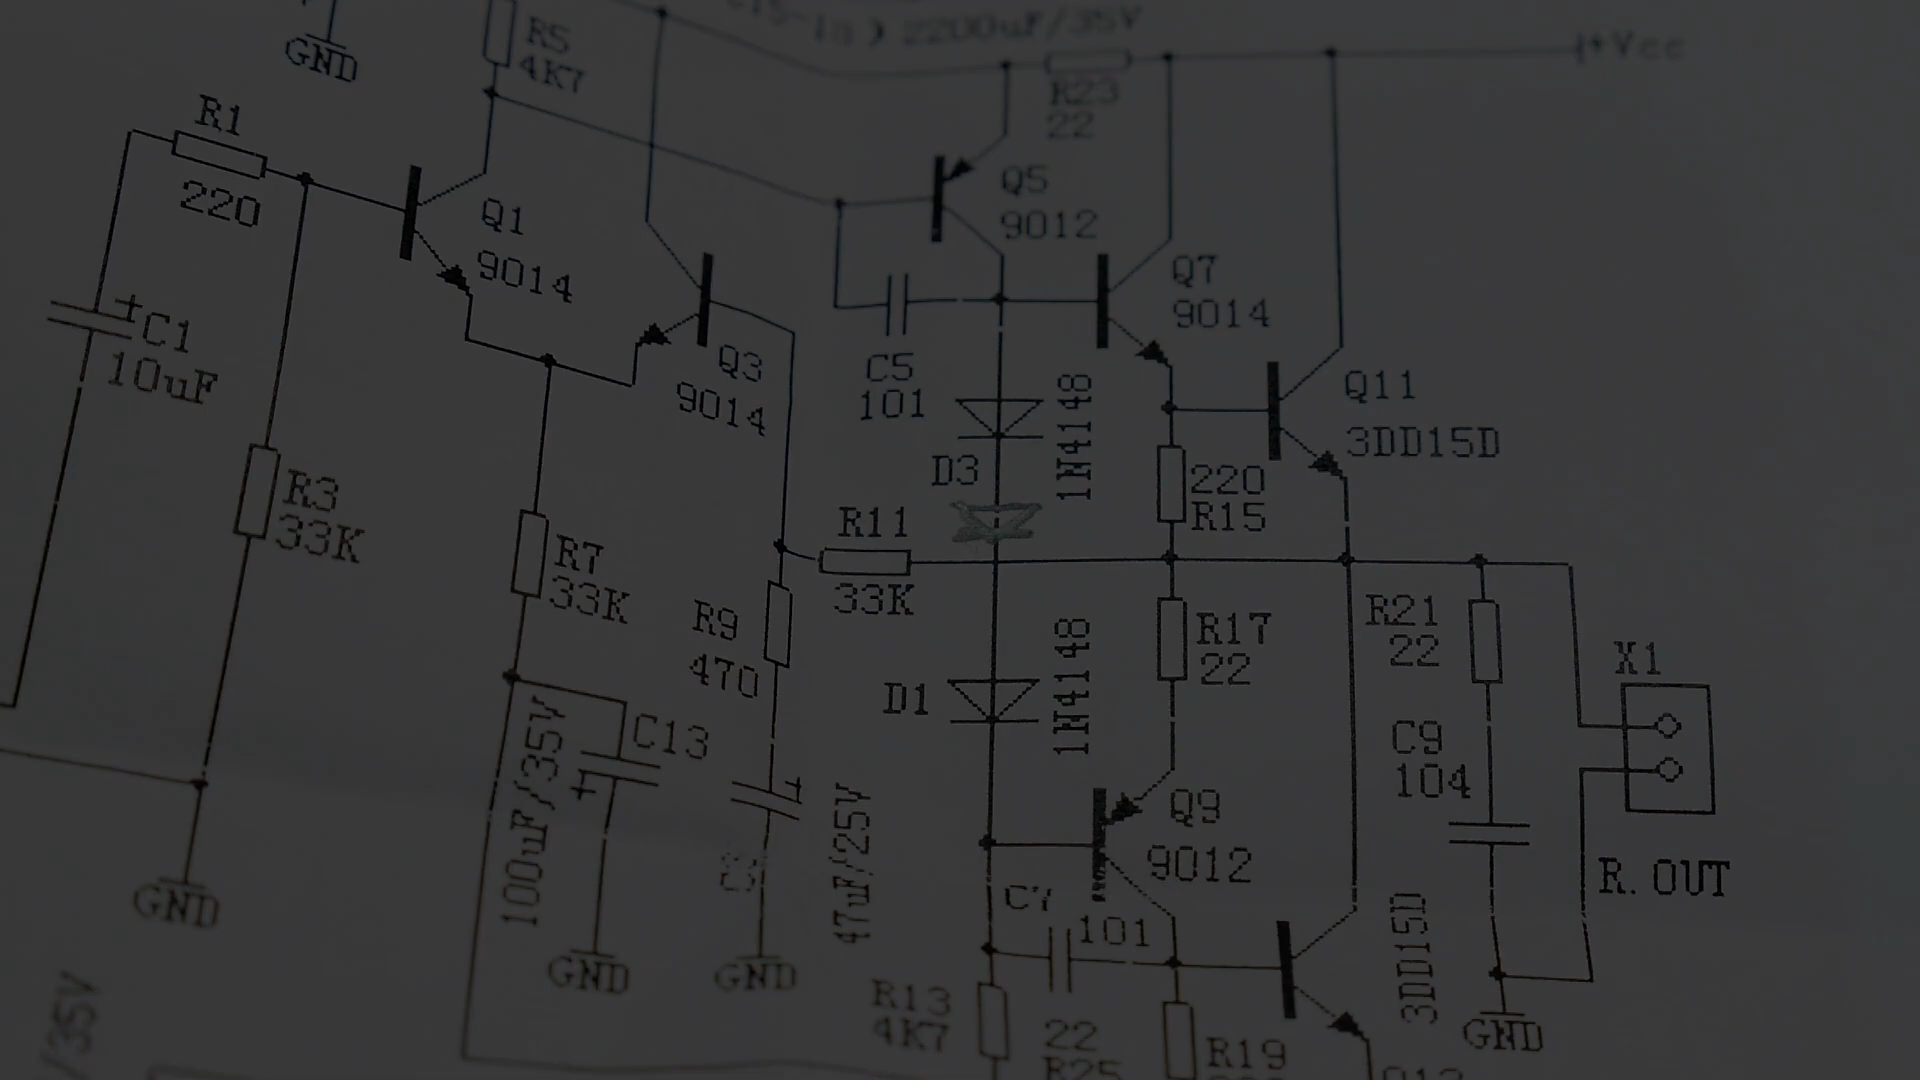 2200uF/35V
+Vcc
GND
R5
4K7
R23
22
R1
220
Q1
9014
Q5
9012
Q7
9014
C1
10uF
Q3
9014
C5
101
1N4148
Q11
3DD15D
D3
220
R15
R3
33K
R11
33K
R7
33K
R9
470
R17
22
R21
22
X1
D1
1N4148
C13
100uF/35V
C9
104
47uF/25V
Q9
9012
R.OUT
GND
C7
101
3DD15D
GND
GND
GND
R13
4K7
22
R25
R19
/35V